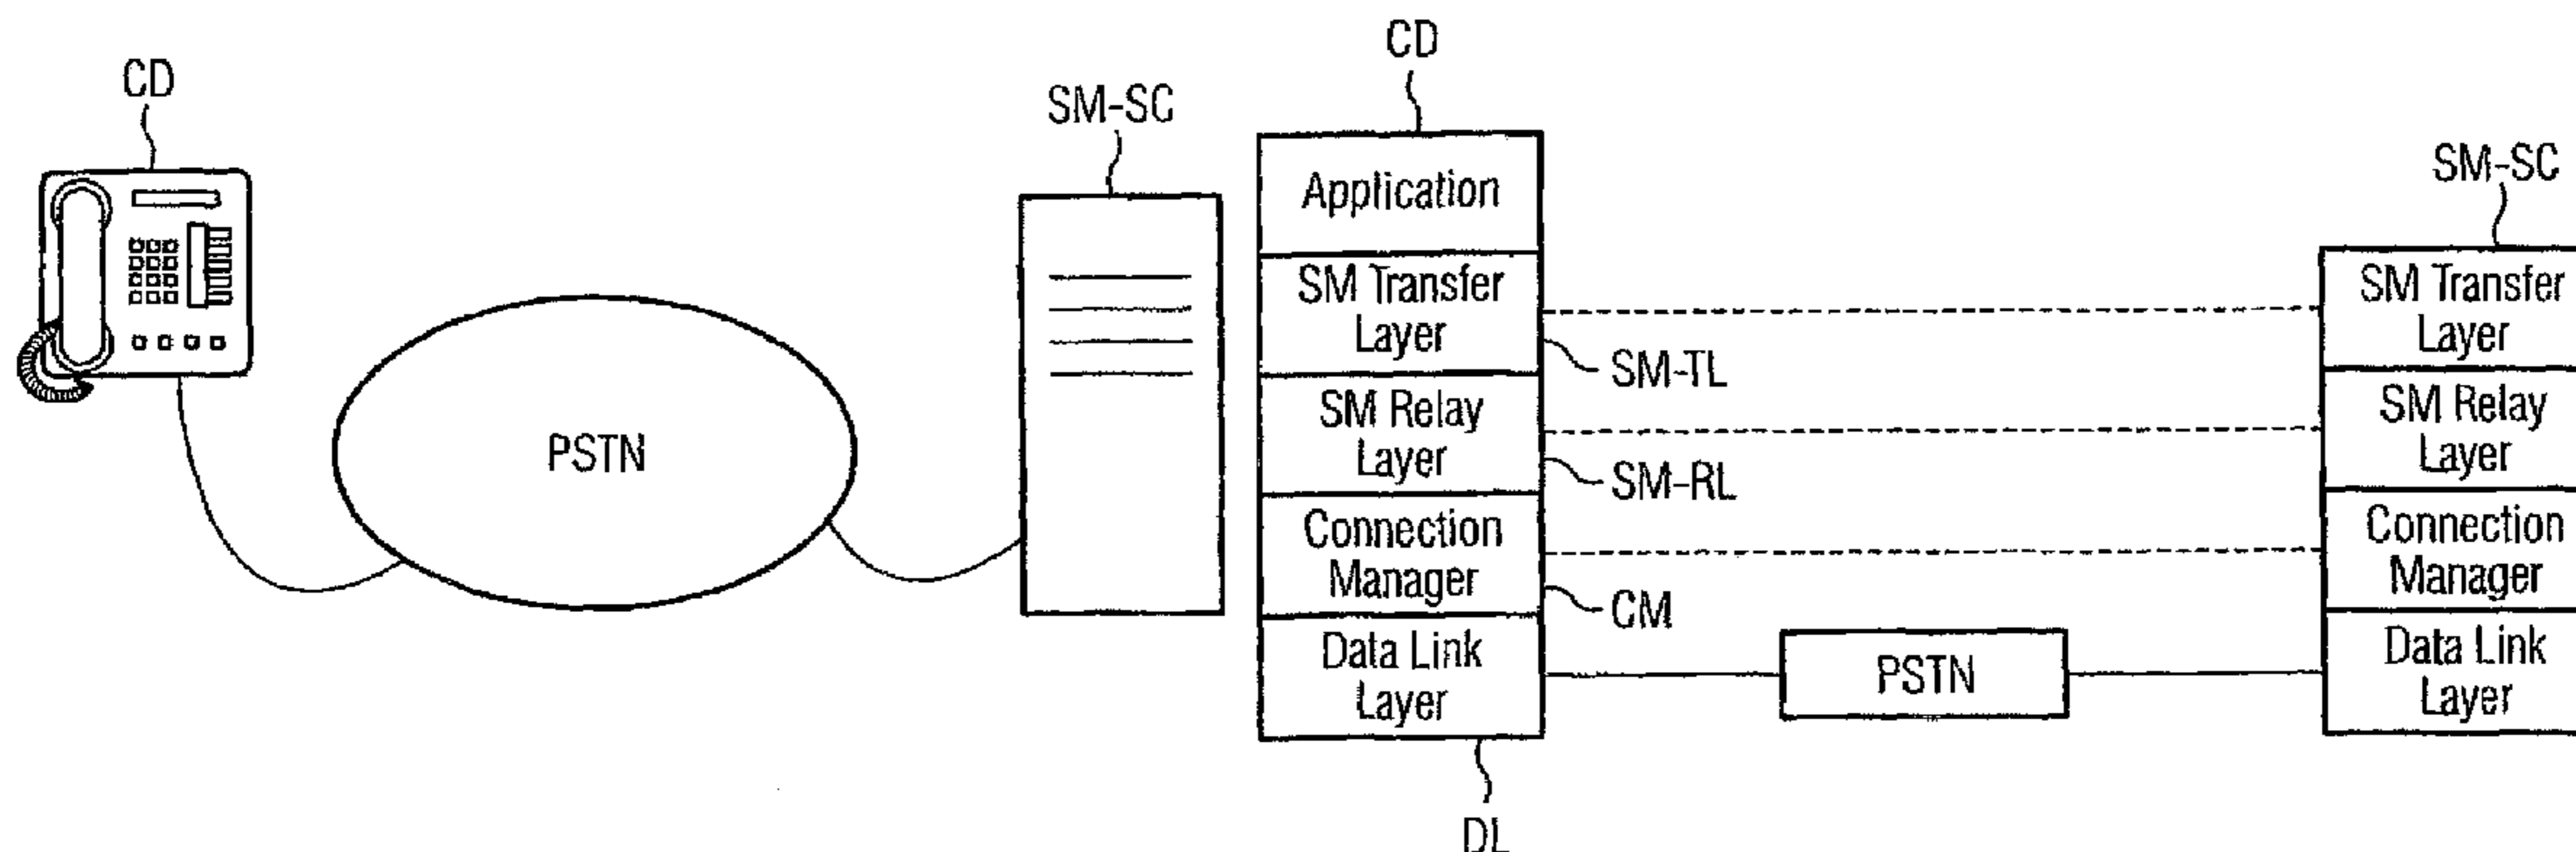 CD
SM-SC
PSTN
CD
Application
SM Transfer
Layer
SM Relay
Layer
Connection
Manager
Data Link
Layer
SM-TL
SM-RL
CM
DL
PSTN
SM-SC
SM Transfer
Layer
SM Relay
Layer
Connection
Manager
Data Link
Layer